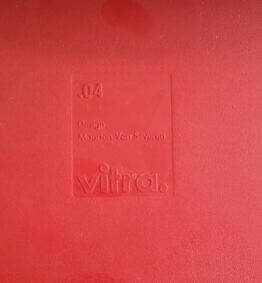 .04
Design
Maarten Van Severen
vitra.